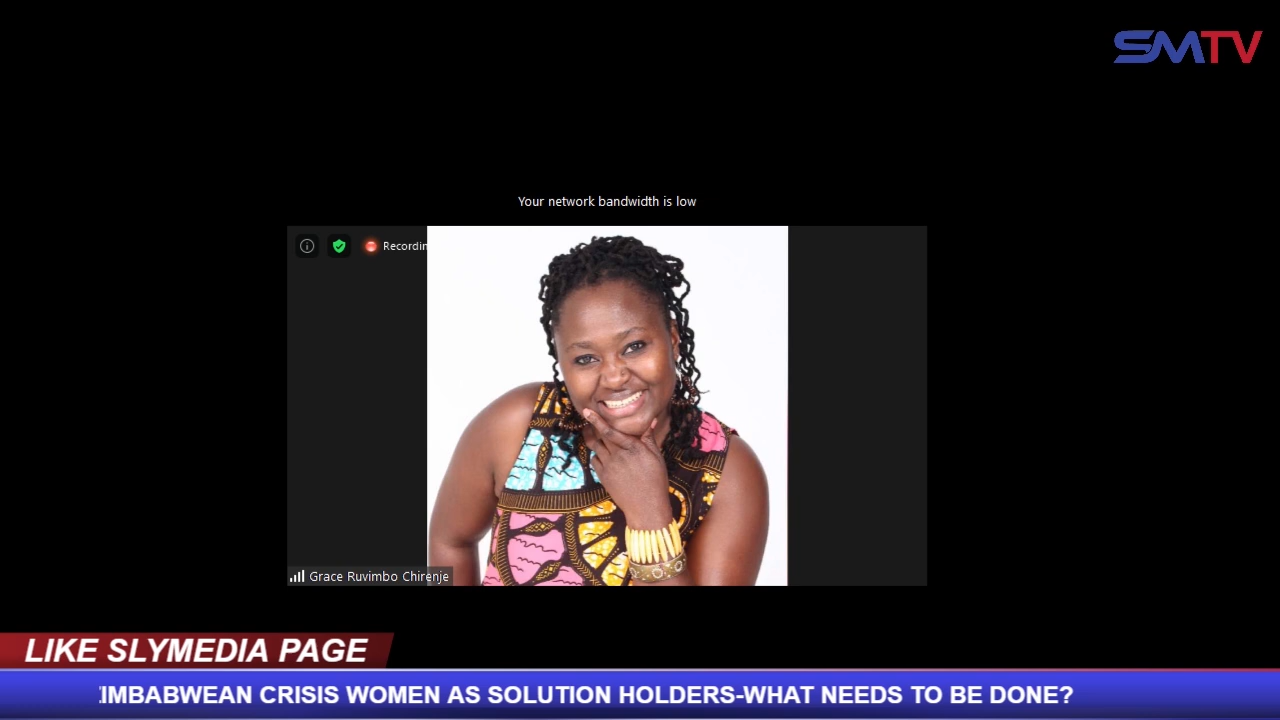 SMTV
Your network bandwidth is low
Recordin
Grace Ruvimbo Chirenje
LIKE SLYMEDIA PAGE
IMBABWEAN CRISIS WOMEN AS SOLUTION HOLDERS-WHAT NEEDS TO BE DONE?